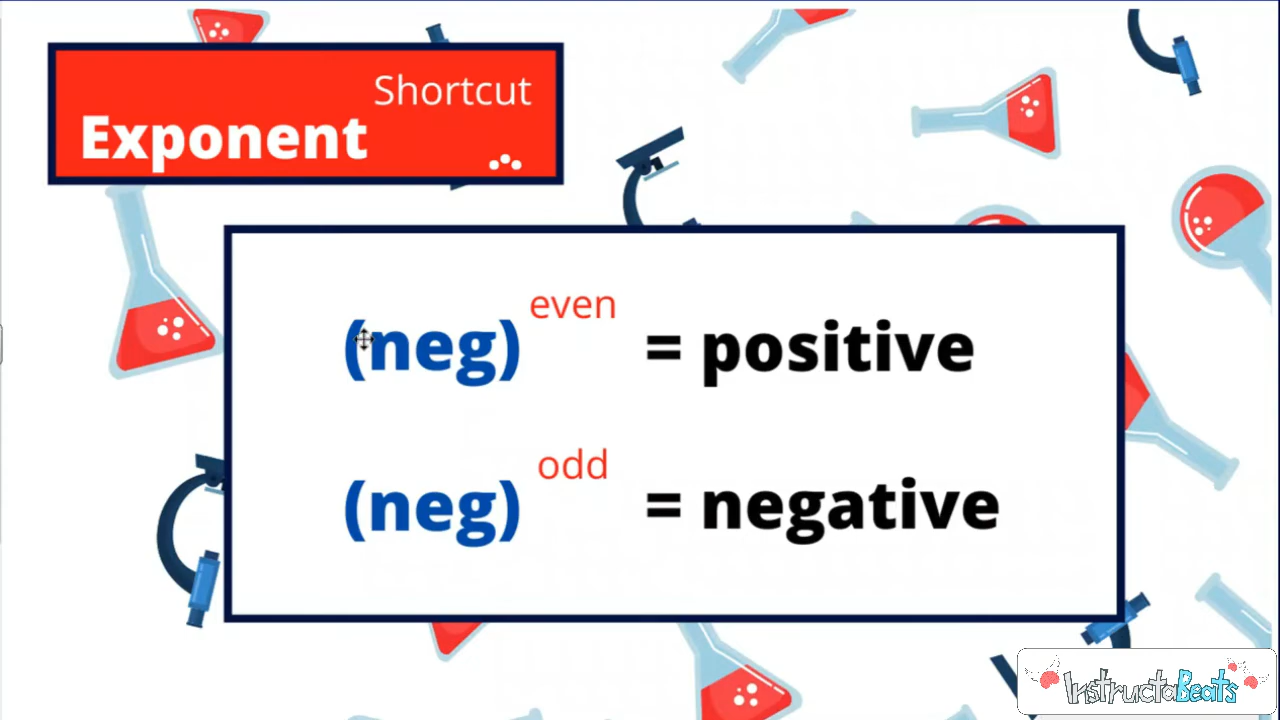 Shortcut
Exponent
(neg)^even = positive
(neg)^odd = negative
InstructaBeats